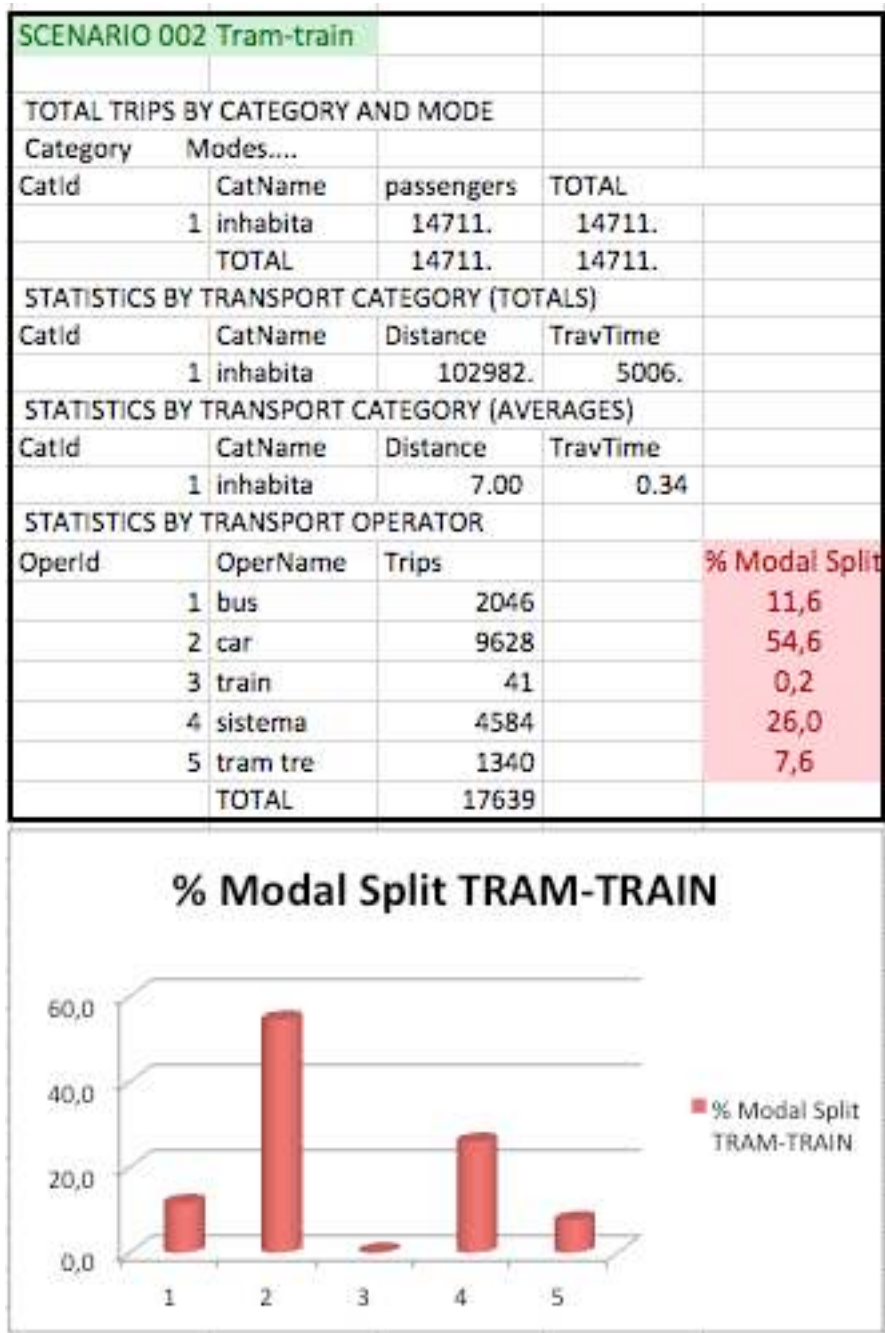 SCENARIO 002 Tram-train
TOTAL TRIPS BY CATEGORY AND MODE
Category Modes....
CatId CatName passengers TOTAL
1 inhabita 14711. 14711.
TOTAL 14711. 14711.
STATISTICS BY TRANSPORT CATEGORY (TOTALS)
CatId CatName Distance TravTime
1 inhabita 102982. 5006.
STATISTICS BY TRANSPORT CATEGORY (AVERAGES)
CatId CatName Distance TravTime
1 inhabita 7.00 0.34
STATISTICS BY TRANSPORT OPERATOR
OperId OperName Trips % Modal Split
1 bus 2046 11,6
2 car 9628 54,6
3 train 41 0,2
4 sistema 4584 26,0
5 tram tre 1340 7,6
TOTAL 17639
% Modal Split TRAM-TRAIN
60,0
40,0
20,0
0,0
1 2 3 4 5
% Modal Split
TRAM-TRAIN